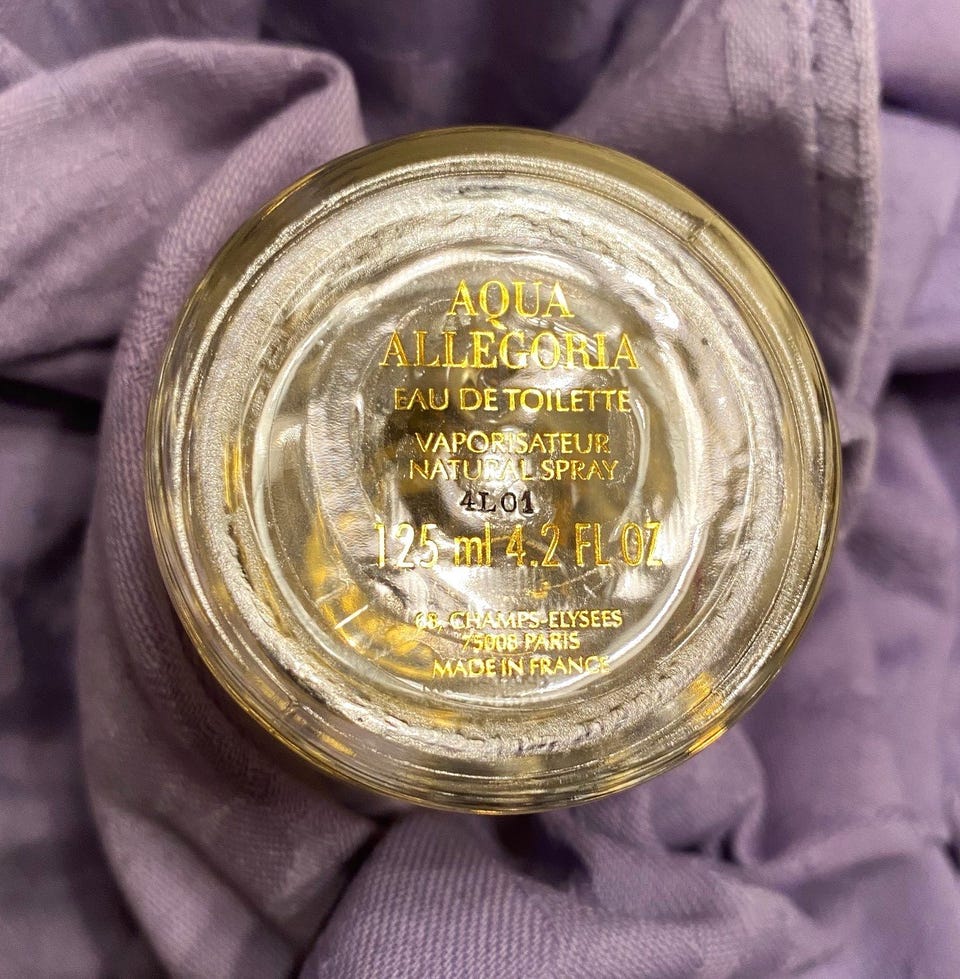 AQUA
ALLEGORIA
EAU DE TOILETTE
VAPORISATEUR
NATURAL SPRAY
4L01
125 ml 4.2 FL OZ
68, CHAMPS-ELYSEES
75008 PARIS
MADE IN FRANCE